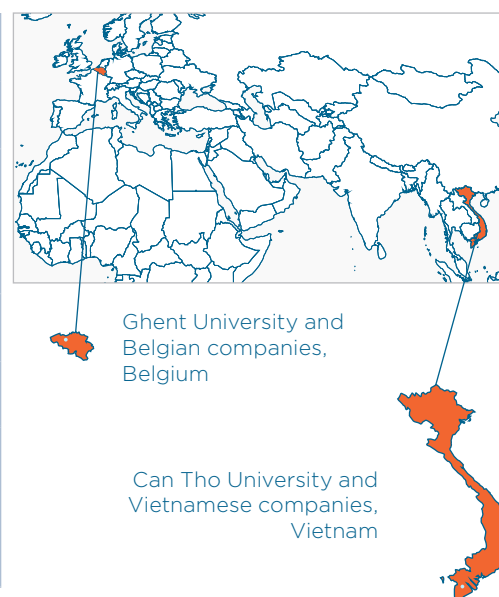 Ghent University and
Belgian companies,
Belgium
Can Tho University and
Vietnamese companies,
Vietnam